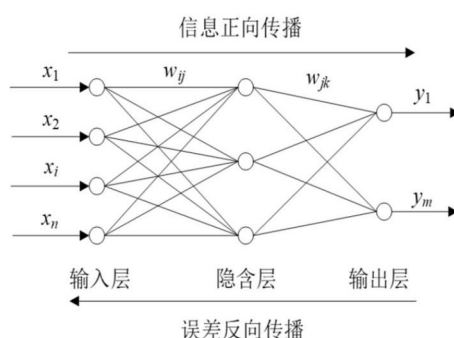 信息正向传播
x1 wij wjk y1
x2
xi
xn ym
输入层 隐含层 输出层
误差反向传播